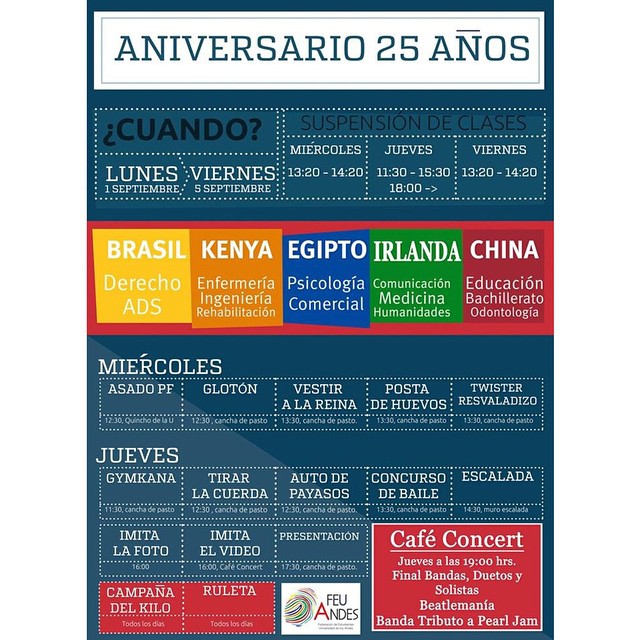 ANIVERSARIO 25 AÑOS
¿CUANDO?
LUNES
1 SEPTIEMBRE
VIERNES
5 SEPTIEMBRE
SUSPENSIÓN DE CLASES
MIÉRCOLES
13:20 - 14:20
JUEVES
11:30 - 15:30
18:00 ->
VIERNES
13:20 - 14:20
BRASIL
Derecho
ADS
KENYA
Enfermería
Ingeniería
Rehabilitación
EGIPTO
Psicología
Comercial
IRLANDA
Comunicación
Medicina
Humanidades
CHINA
Educación
Bachillerato
Odontología
MIÉRCOLES
ASADO PF
12:30, Quincho de la U
GLOTÓN
12:30 , cancha de pasto
VESTIR
A LA REINA
13:30, cancha de pasto.
POSTA
DE HUEVOS
13:30, cancha de pasto
TWISTER
RESVALADIZO
13:30, cancha de pasto
JUEVES
GYMKANA
11:30, cancha de pasto
TIRAR
LA CUERDA
12:30 , cancha de pasto
AUTO DE
PAYASOS
12:30, cancha de pasto.
CONCURSO
DE BAILE
13:30, cancha de pasto
ESCALADA
14:30, muro escalada
IMITA
LA FOTO
16:00
IMITA
EL VIDEO
16:00, Café Concert
PRESENTACIÓN
17:30, cancha de pasto.
Café Concert
Jueves a las 19:00 hrs.
Final Bandas, Duetos y
Solistas
Beatlemanía
Banda Tributo a Pearl Jam
CAMPAÑA
DEL KILO
Todos los días
RULETA
Todos los días
FEU
ANDES
Federación de Estudiantes
Universidad de los Andes